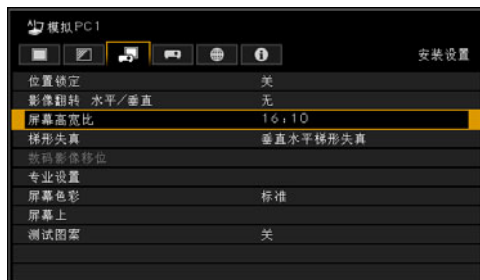 模拟PC1
安装设置
位置锁定 关
影像翻转 水平/垂直 无
屏幕高宽比 16:10
梯形失真 垂直水平梯形失真
数码影像移位
专业设置
屏幕色彩 标准
屏幕上
测试图案 关